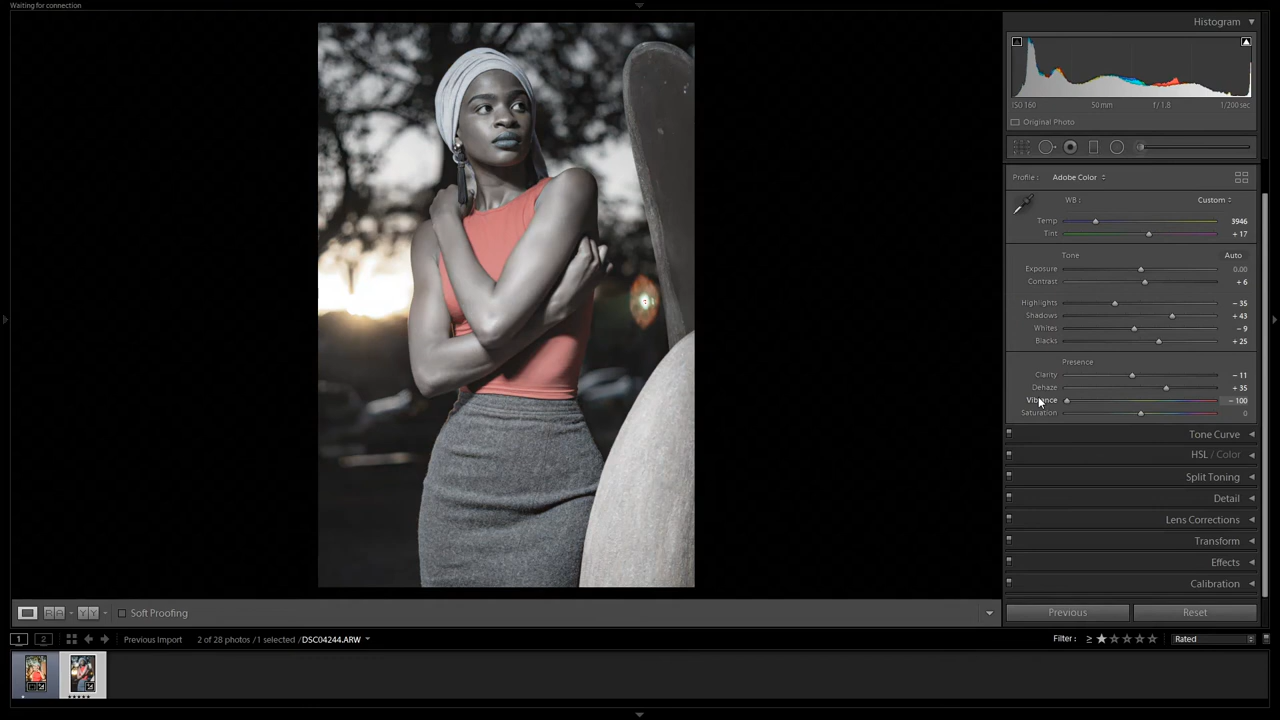 Waiting for connection
Histogram
ISO 160 50 mm f / 1.8 1/200 sec
Original Photo
Profile : Adobe Color
WB : Custom
Temp 3946
Tint + 17
Tone Auto
Exposure 0.00
Contrast + 6
Highlights − 35
Shadows + 43
Whites − 9
Blacks + 25
Presence
Clarity − 11
Dehaze + 35
Vibrance − 100
Saturation 0
Tone Curve
HSL / Color
Split Toning
Detail
Lens Corrections
Transform
Effects
Calibration
R A Y Y Soft Proofing
Previous Reset
1 2 Previous Import 2 of 28 photos / 1 selected / DSC04244.ARW Filter : ≥ Rated